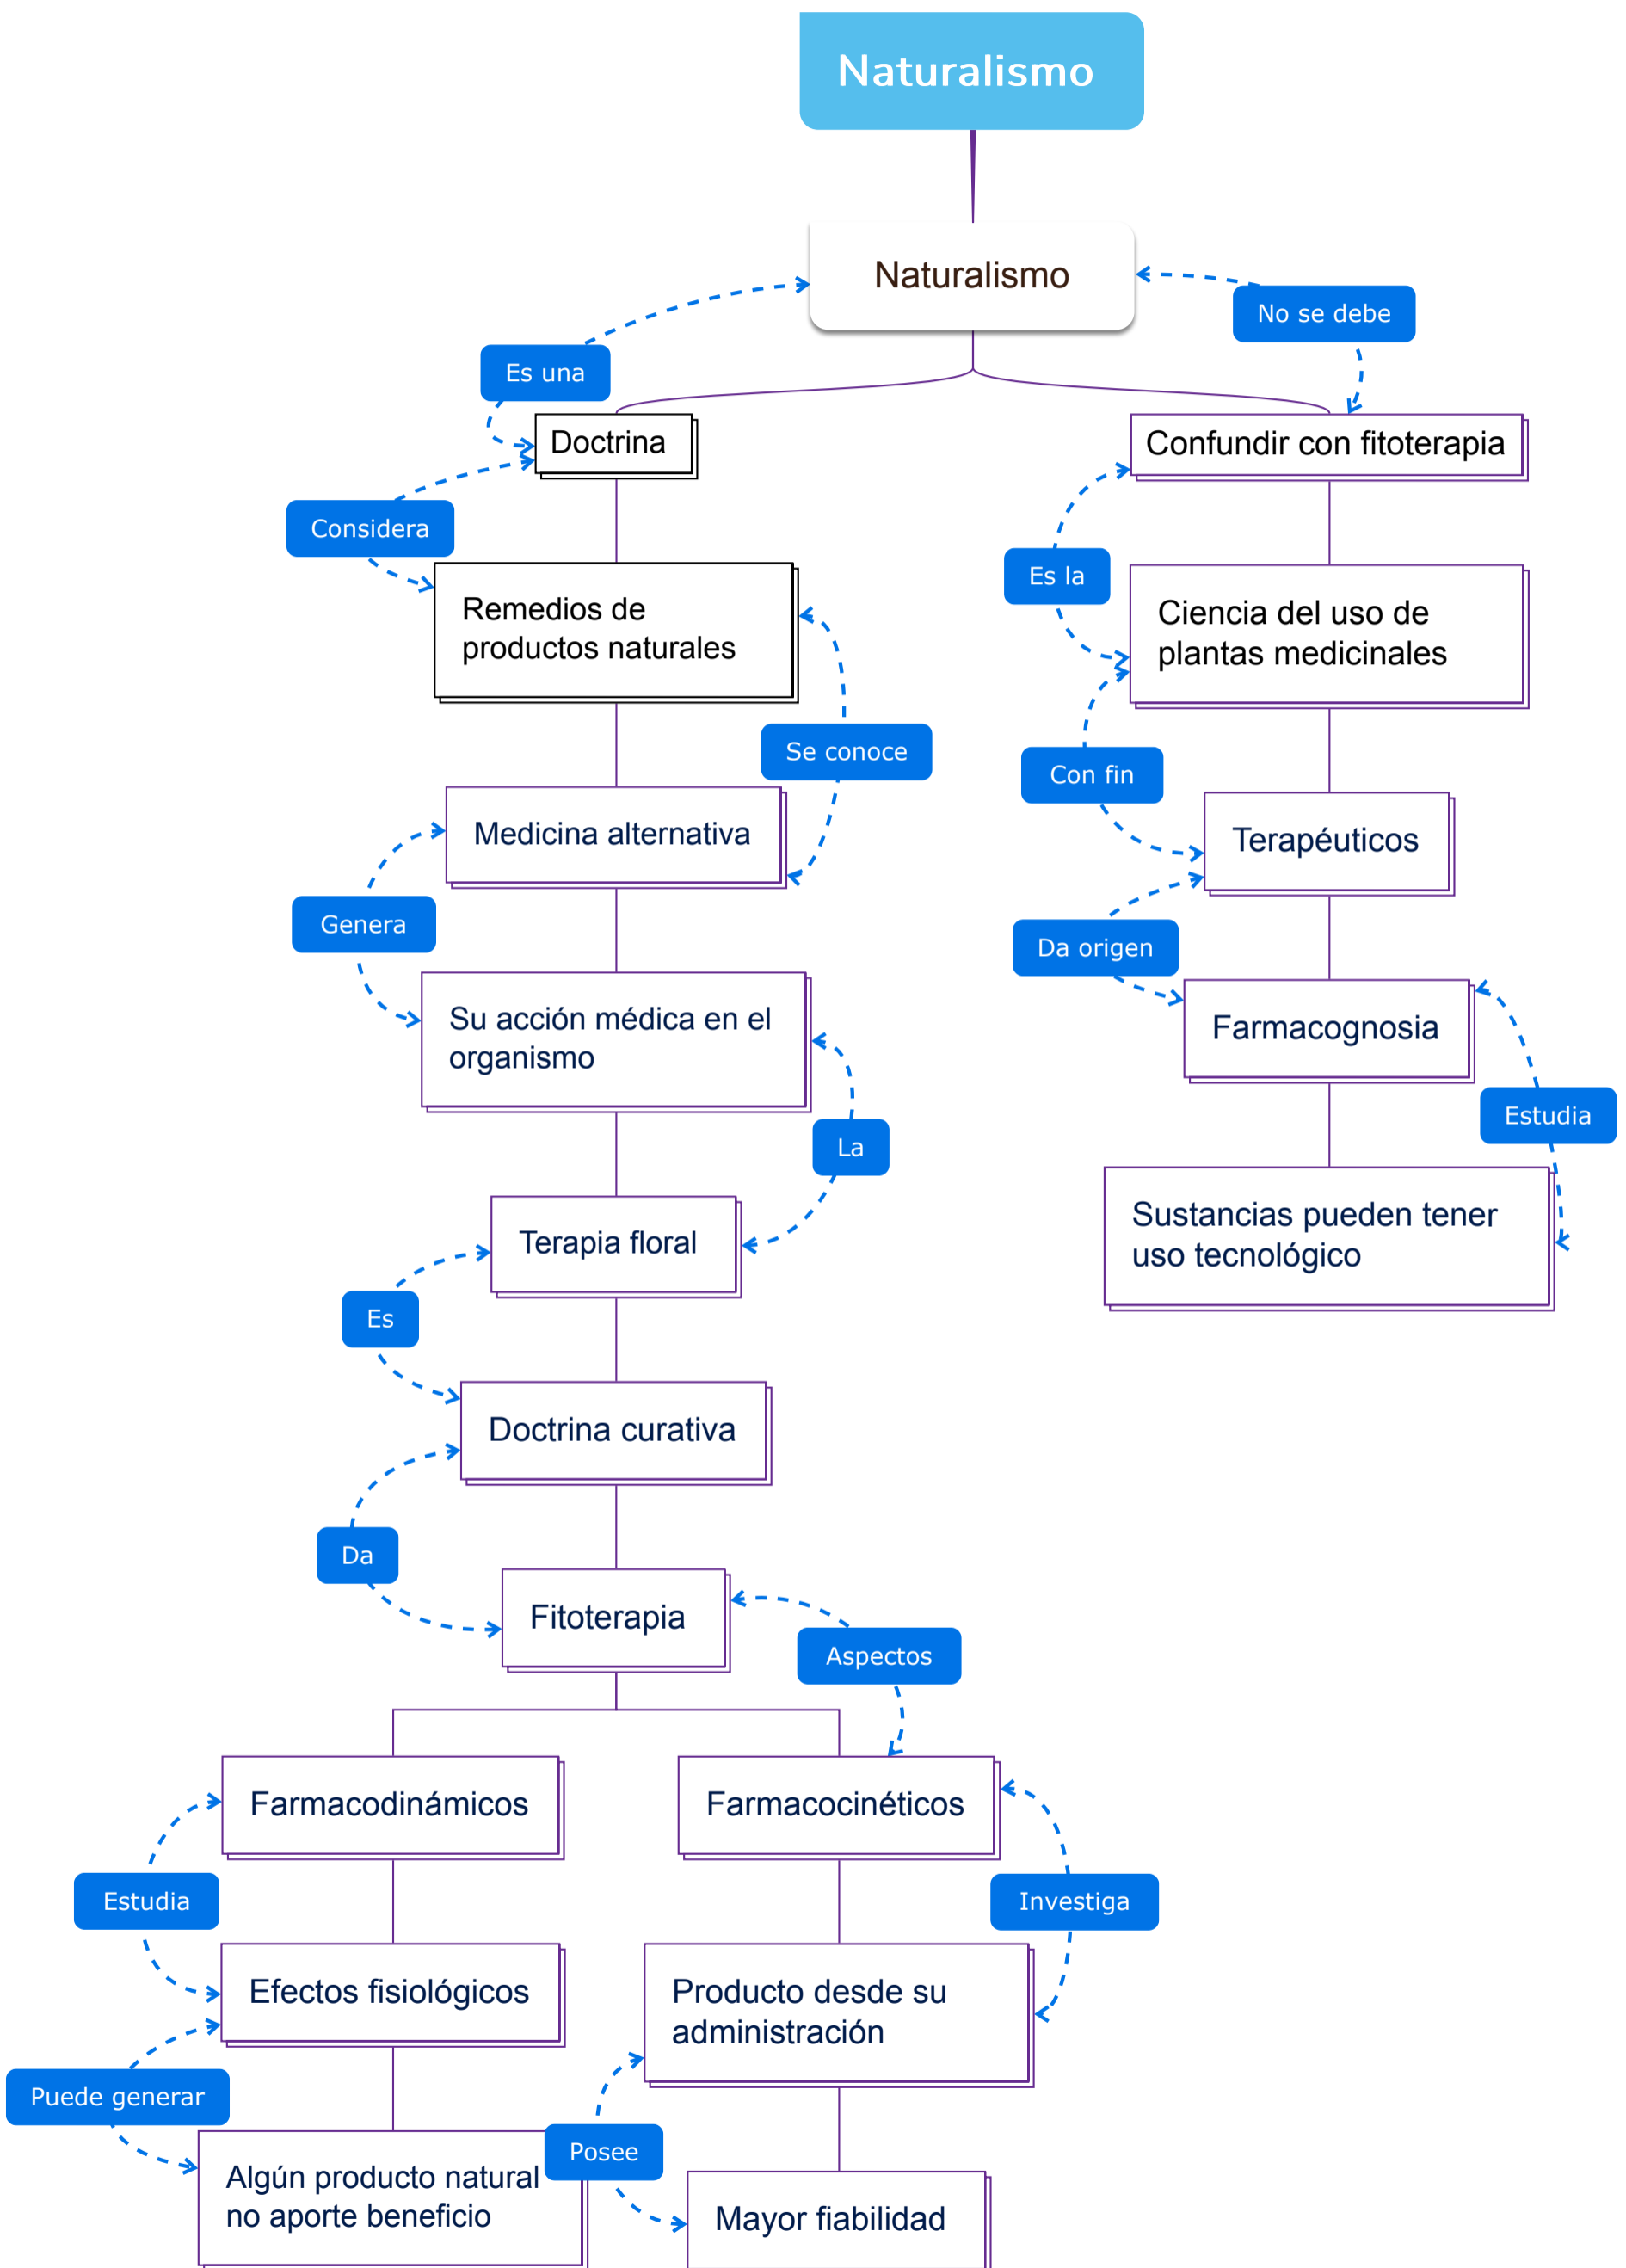 Naturalismo
Naturalismo
No se debe
Es una
Doctrina
Confundir con fitoterapia
Considera
Es la
Remedios de
productos naturales
Ciencia del uso de
plantas medicinales
Se conoce
Con fin
Medicina alternativa
Terapéuticos
Genera
Da origen
Su acción médica en el
organismo
Farmacognosia
Estudia
La
Sustancias pueden tener
uso tecnológico
Terapia floral
Es
Doctrina curativa
Da
Fitoterapia
Aspectos
Farmacodinámicos
Farmacocinéticos
Estudia
Investiga
Efectos fisiológicos
Producto desde su
administración
Puede generar
Posee
Algún producto natural
no aporte beneficio
Mayor fiabilidad